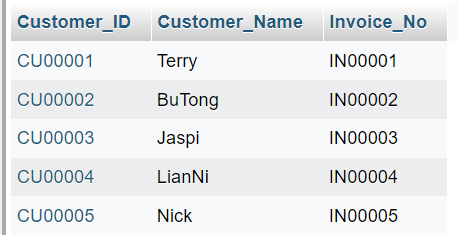 Customer_ID Customer_Name Invoice_No
CU00001 Terry IN00001
CU00002 BuTong IN00002
CU00003 Jaspi IN00003
CU00004 LianNi IN00004
CU00005 Nick IN00005